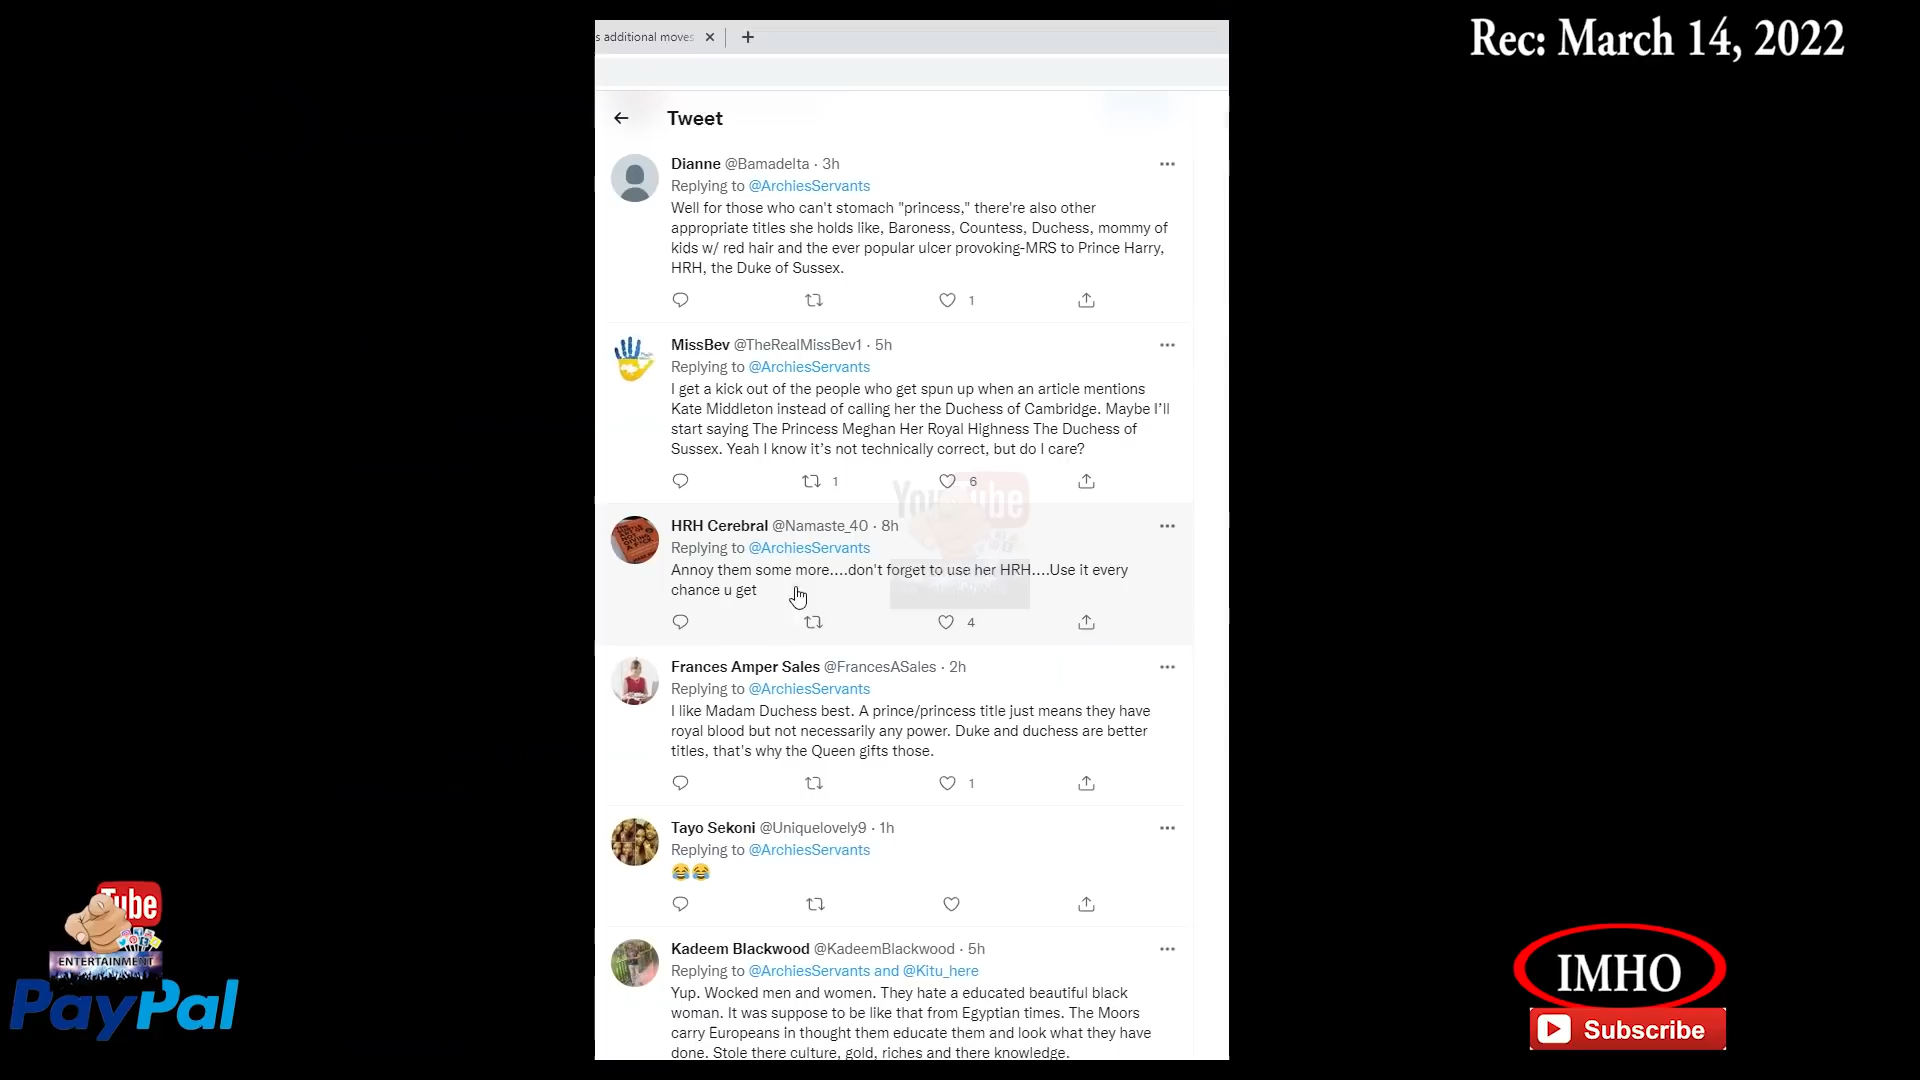 Rec: March 14, 2022
s additional moves
Tweet
Dianne @Bamadelta · 3h
Replying to @ArchiesServants
Well for those who can't stomach "princess," there're also other
appropriate titles she holds like, Baroness, Countess, Duchess, mommy of
kids w/ red hair and the ever popular ulcer provoking-MRS to Prince Harry,
HRH, the Duke of Sussex.
1
MissBev @TheRealMissBev1 · 5h
Replying to @ArchiesServants
I get a kick out of the people who get spun up when an article mentions
Kate Middleton instead of calling her the Duchess of Cambridge. Maybe I’ll
start saying The Princess Meghan Her Royal Highness The Duchess of
Sussex. Yeah I know it’s not technically correct, but do I care?
1 6
HRH Cerebral @Namaste_40 · 8h
Replying to @ArchiesServants
Annoy them some more....don't forget to use her HRH....Use it every
chance u get
4
Frances Amper Sales @FrancesASales · 2h
Replying to @ArchiesServants
I like Madam Duchess best. A prince/princess title just means they have
royal blood but not necessarily any power. Duke and duchess are better
titles, that's why the Queen gifts those.
1
Tayo Sekoni @Uniquelovely9 · 1h
Replying to @ArchiesServants
😂😂
Kadeem Blackwood @KadeemBlackwood · 5h
Replying to @ArchiesServants and @Kitu_here
Yup. Wocked men and women. They hate a educated beautiful black
woman. It was suppose to be like that from Egyptian times. The Moors
carry Europeans in thought them educate them and look what they have
done. Stole there culture, gold, riches and there knowledge.
Tube
ENTERTAINMENT
PayPal
IMHO
Subscribe